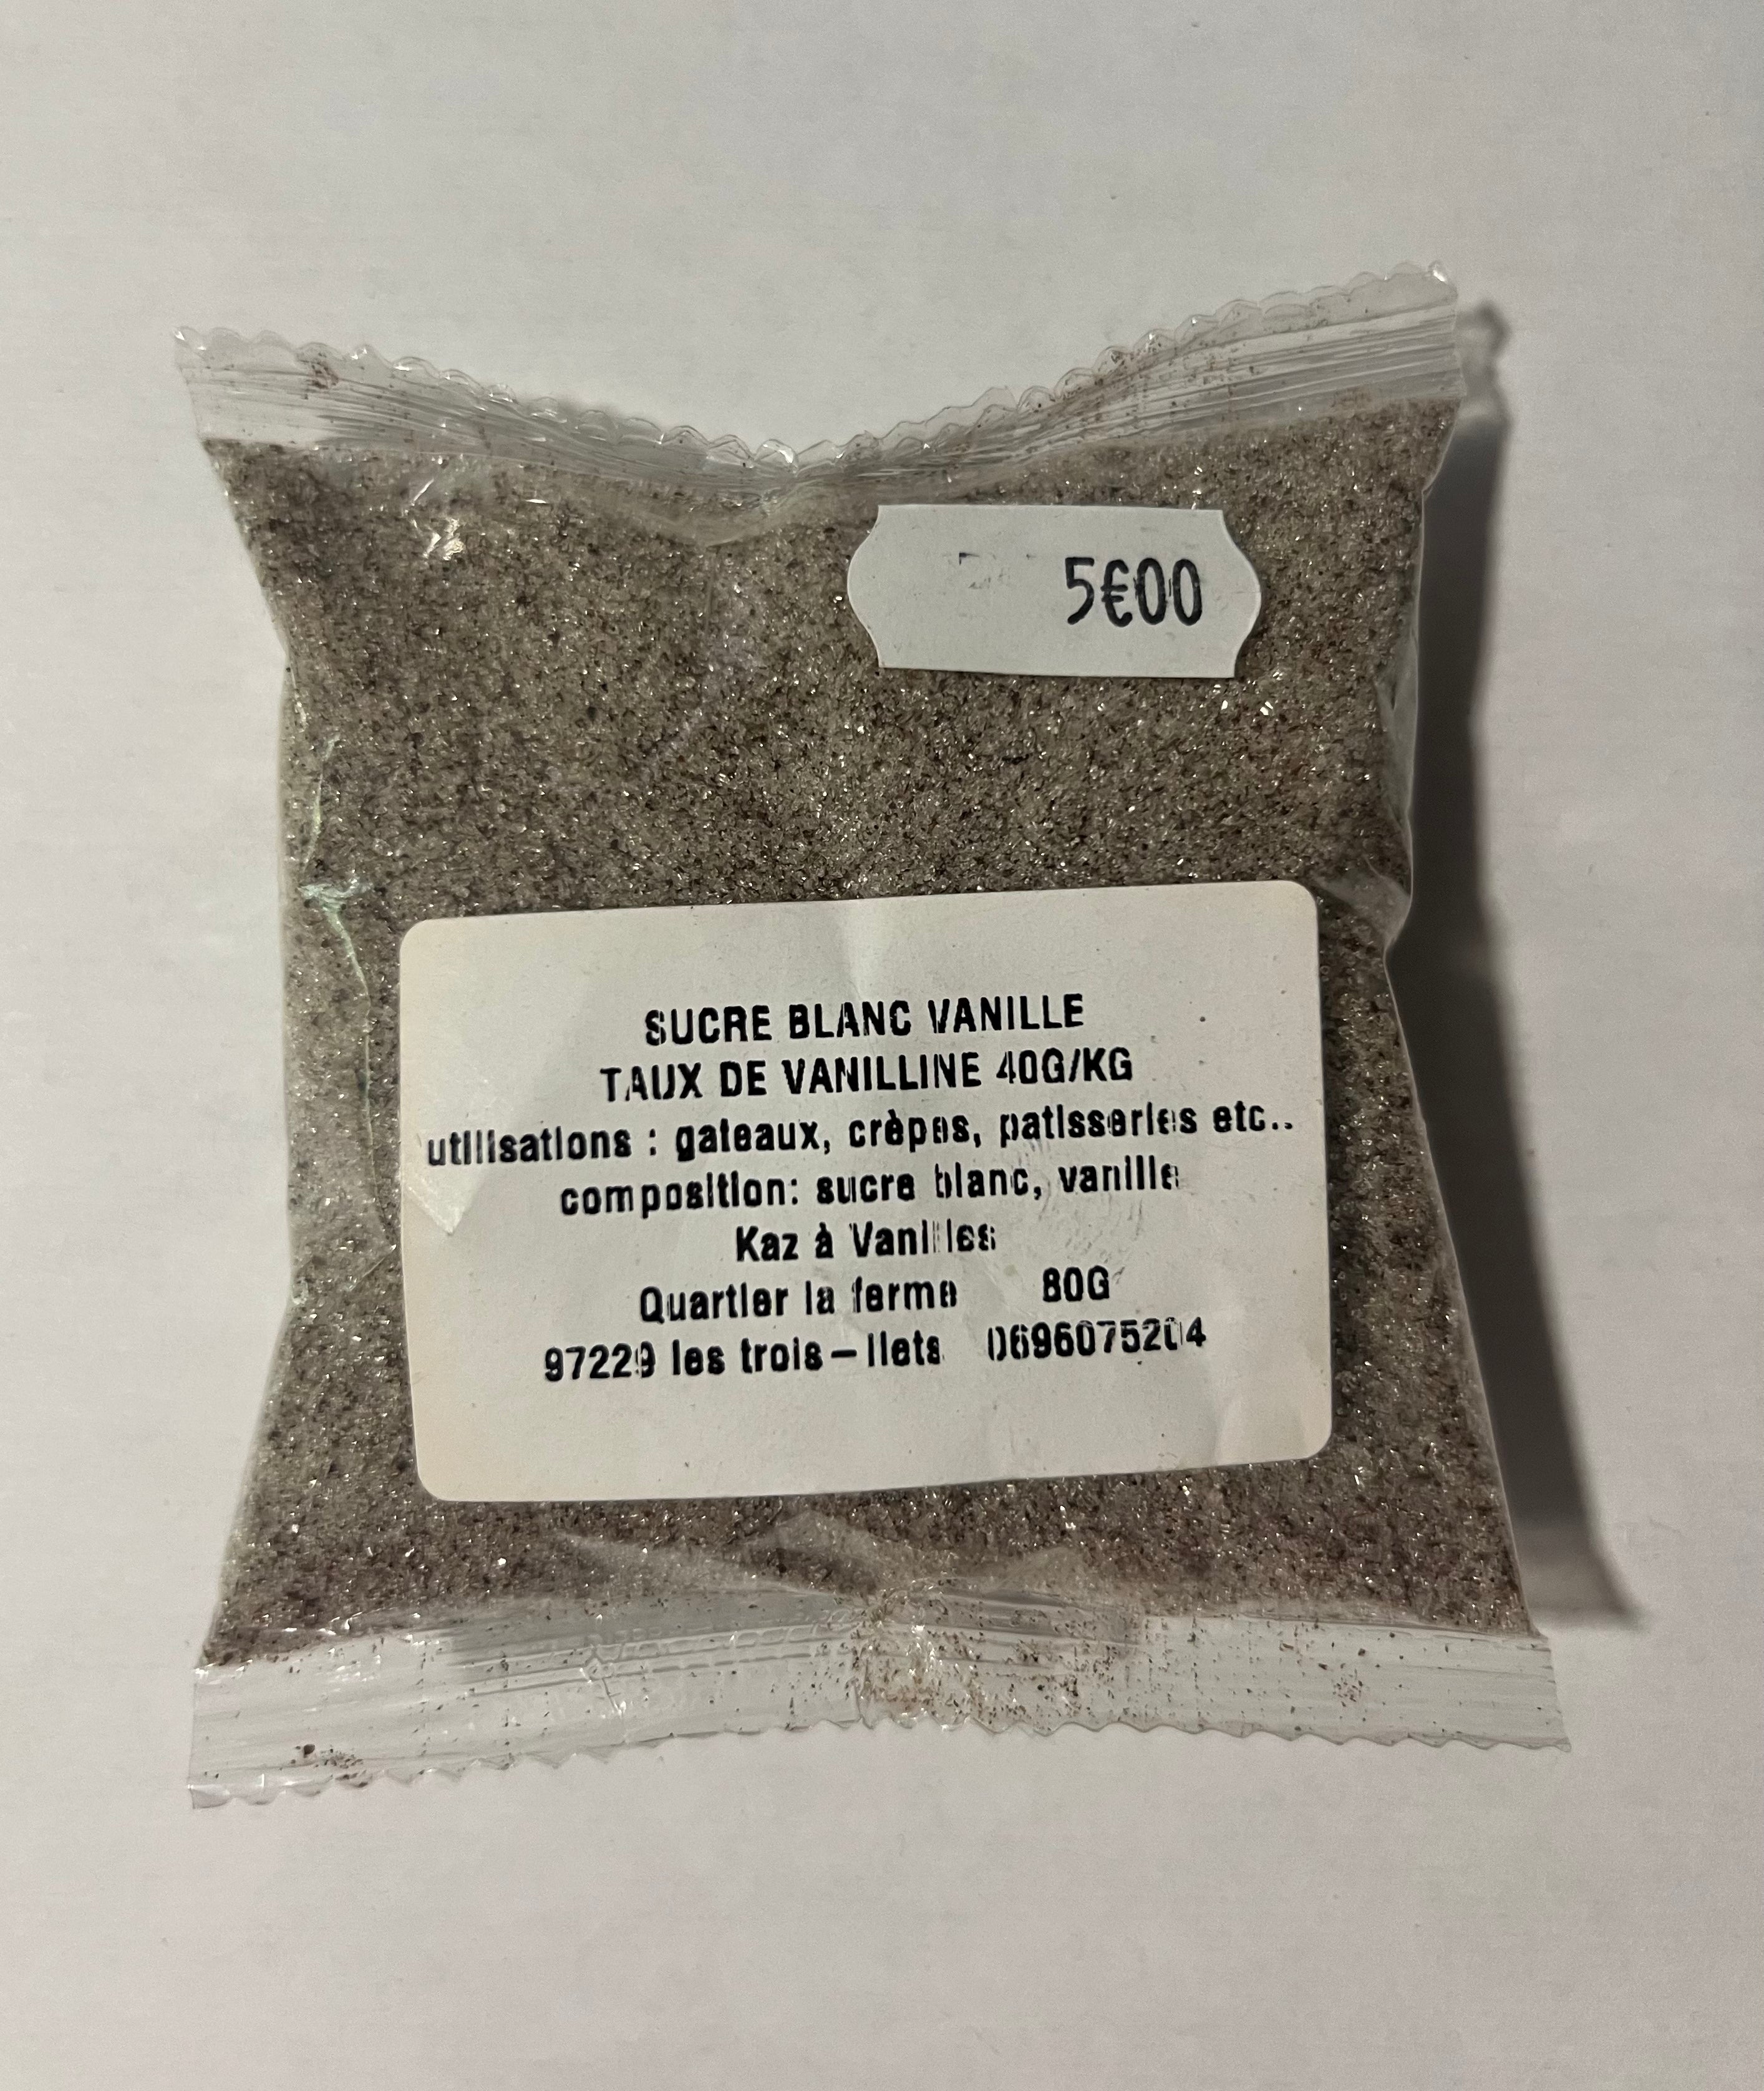 5€00
SUCRE BLANC VANILLE
TAUX DE VANILLINE 40G/KG
utilisations : gateaux, crèpes, patisseries etc..
composition: sucre blanc, vanille
Kaz à Vanilles
Quartier la ferme 80G
97229 les trois-Ilets 0696075204